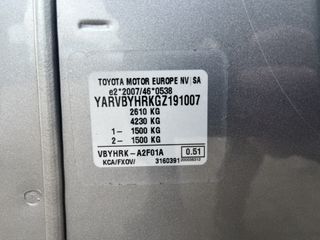 TOYOTA MOTOR EUROPE NV SA
e2*2007/46*0538
YARVBYHRKGZ191007
2610 KG
4230 KG
1- 1500 KG
2- 1500 KG
VBYHRK-A2F01A 0.51
KCA/FXOV/ 3160391